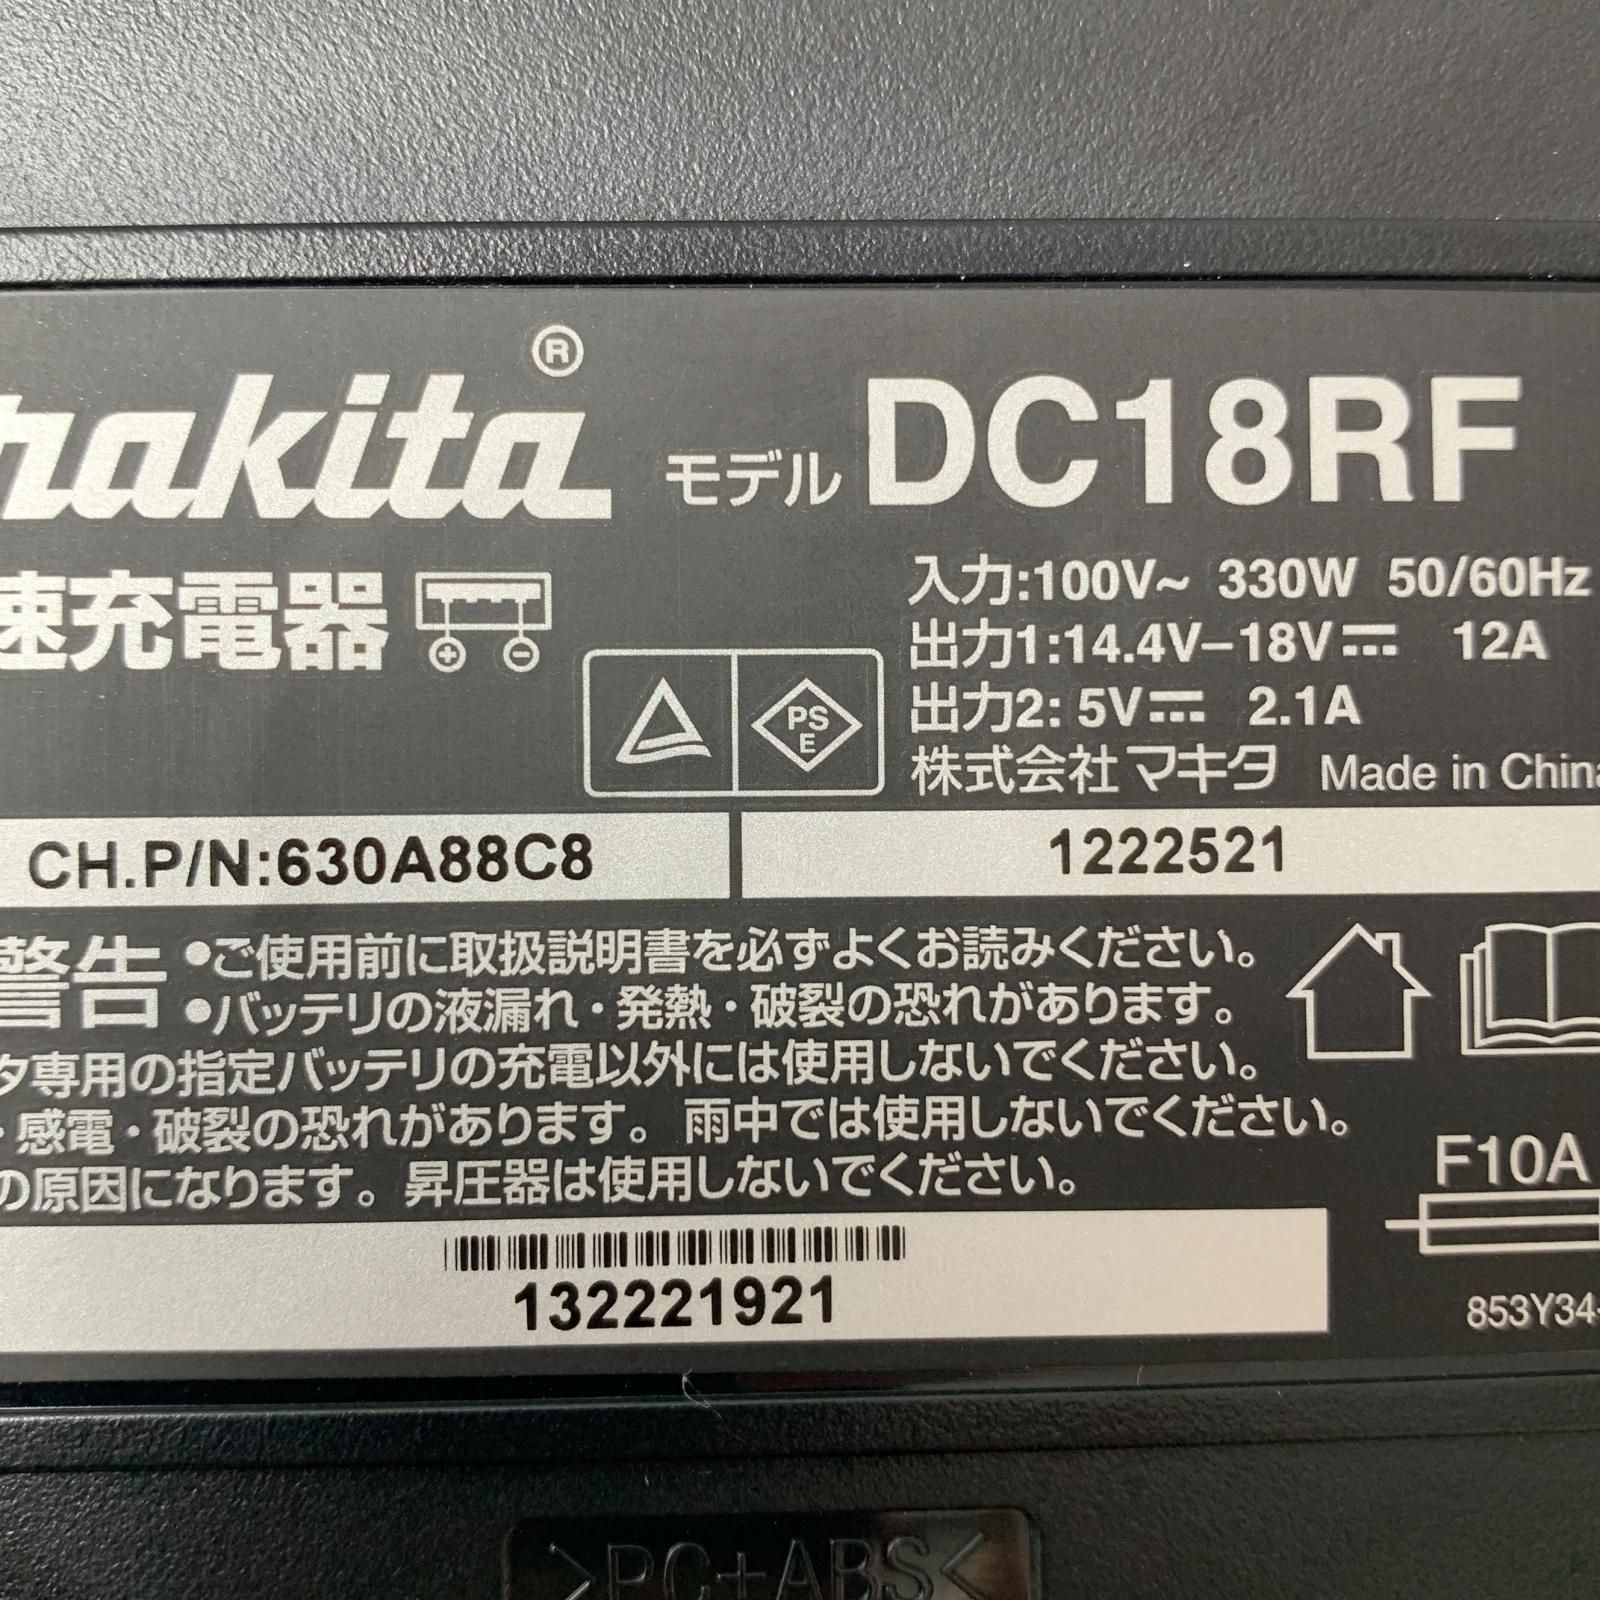 makita®
モデル DC18RF
速充電器
入力:100V~ 330W 50/60Hz
出力1:14.4V–18V⎓ 12A
出力2: 5V⎓ 2.1A
PS
E
株式会社 マキタ Made in China
CH.P/N:630A88C8
1222521
警告 •ご使用前に取扱説明書を必ずよくお読みください。
•バッテリの液漏れ・発熱・破裂の恐れがあります。
タ専用の指定バッテリの充電以外には使用しないでください。
・感電・破裂の恐れがあります。雨中では使用しないでください。
の原因になります。昇圧器は使用しないでください。
F10A
132221921
853Y34-
>PC+ABS<